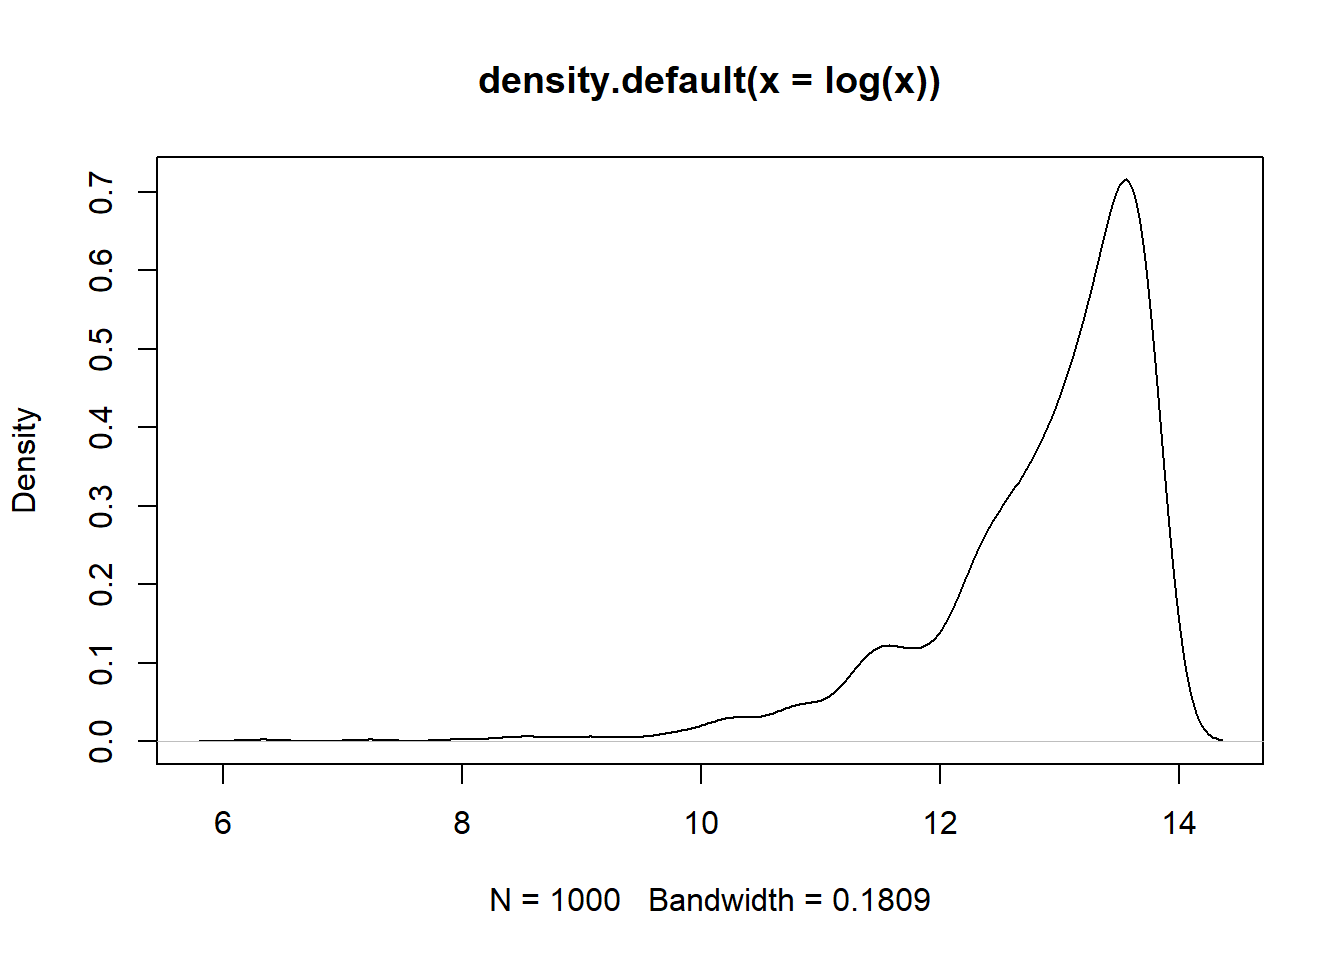 density.default(x = log(x))
Density
0.7
0.6
0.5
0.4
0.3
0.2
0.1
0.0
6 8 10 12 14
N = 1000 Bandwidth = 0.1809